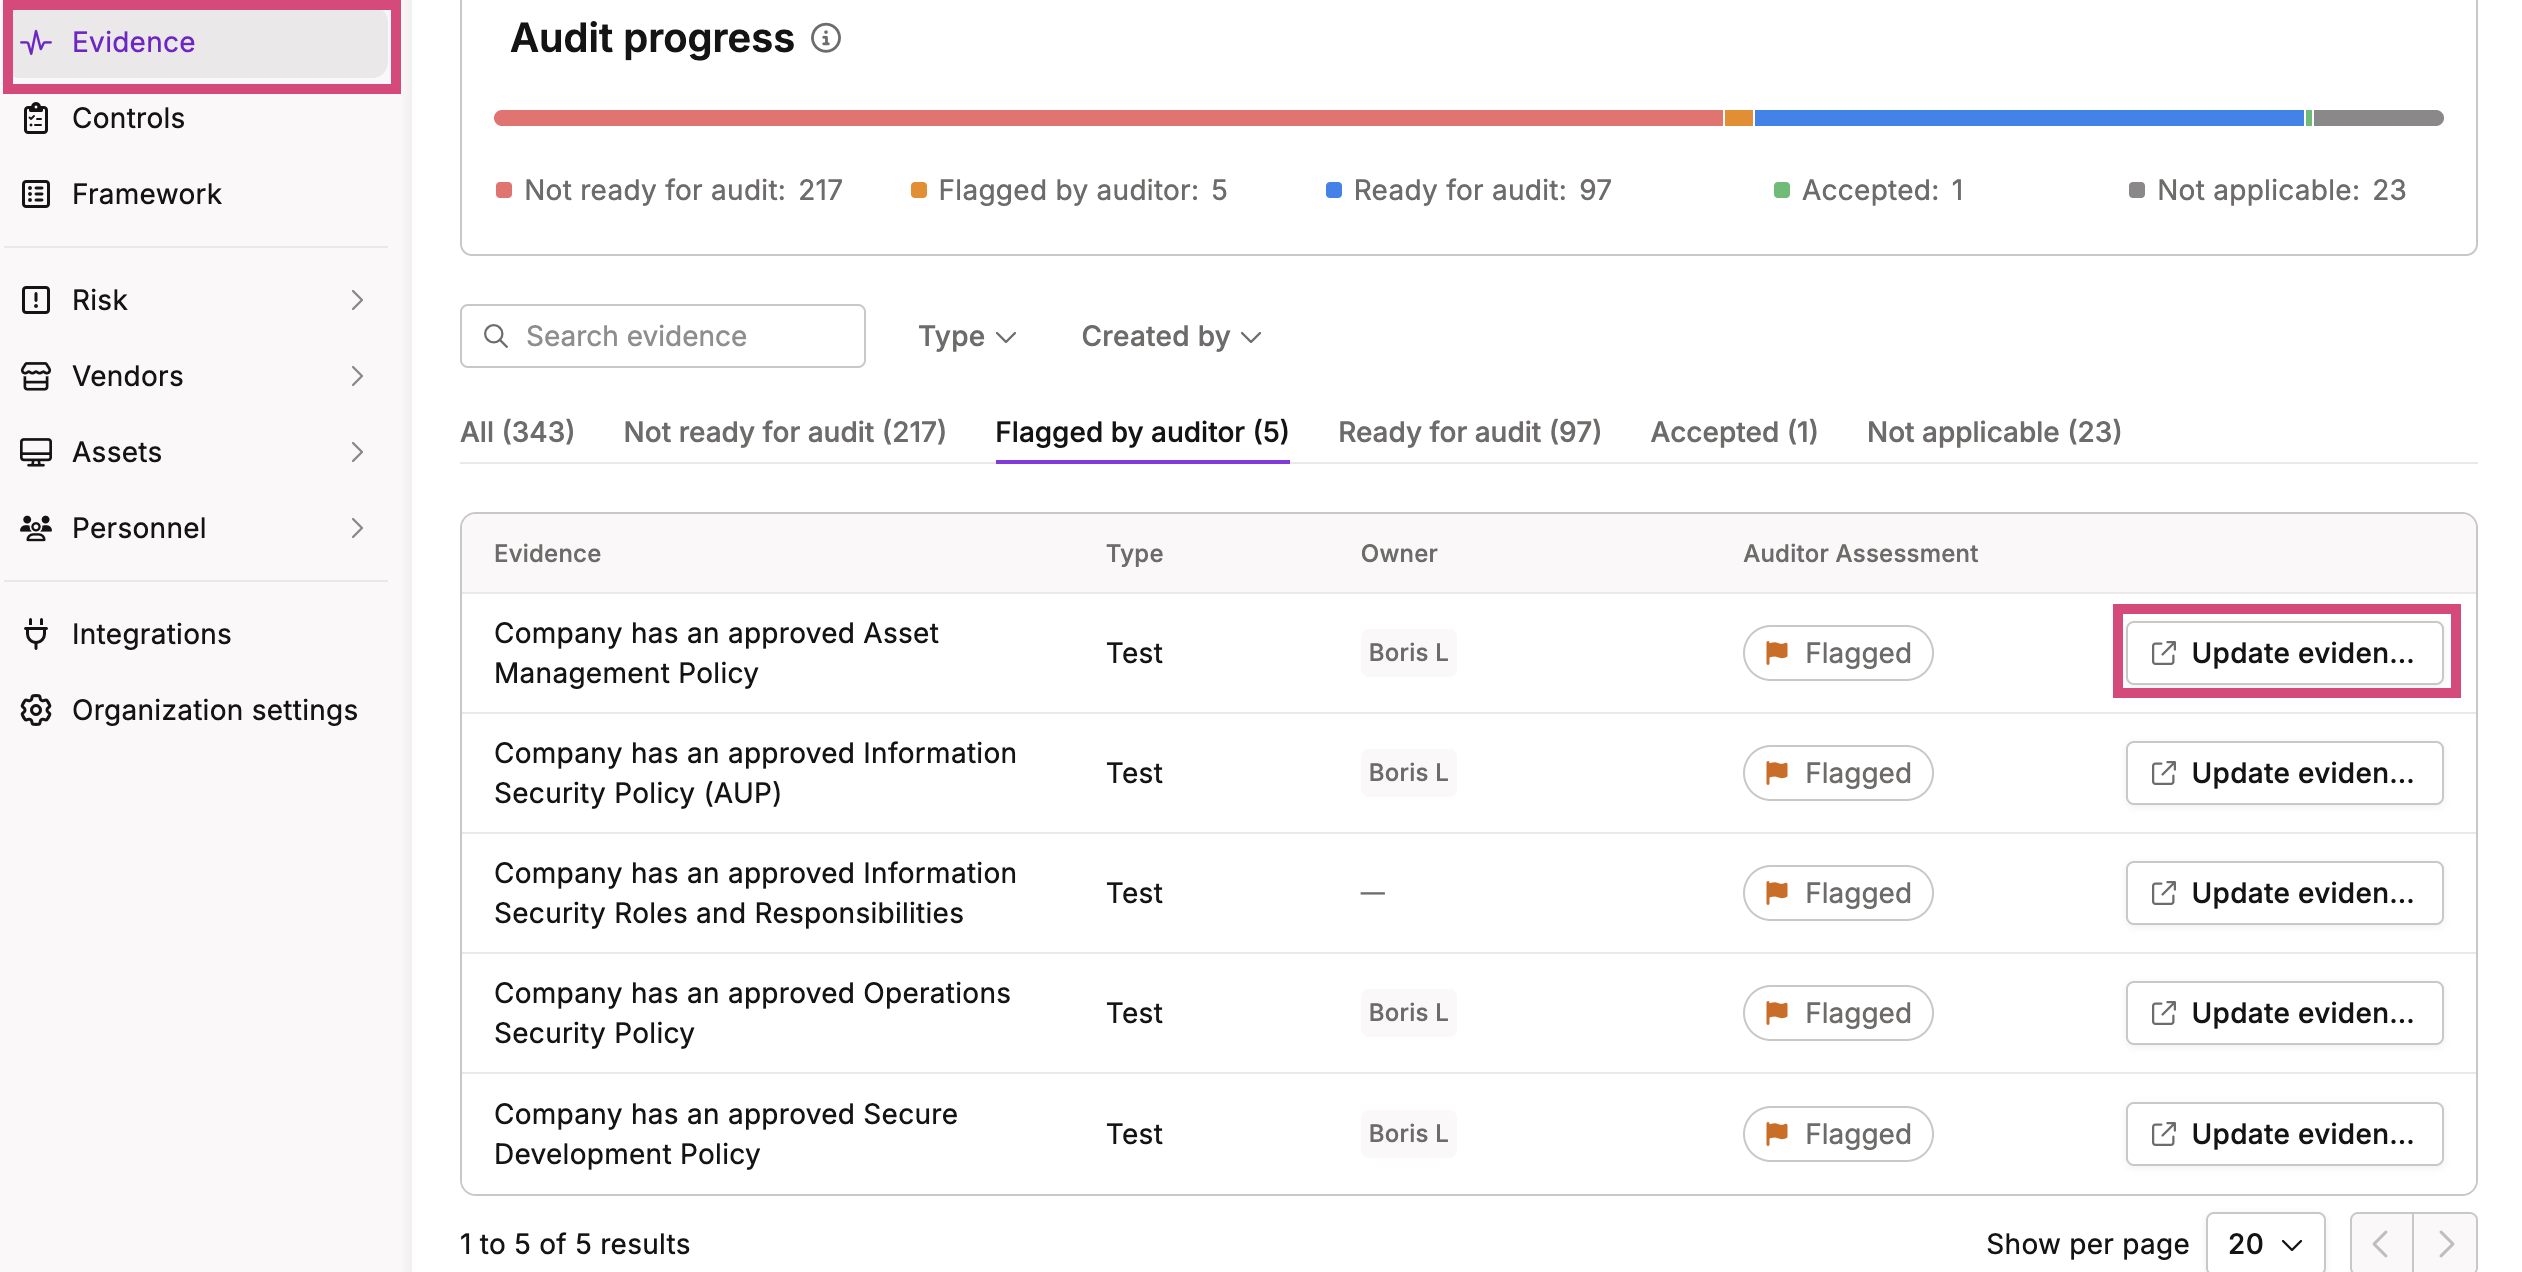 Evidence
Controls
Framework
Risk
Vendors
Assets
Personnel
Integrations
Organization settings
Audit progress
Not ready for audit: 217
Flagged by auditor: 5
Ready for audit: 97
Accepted: 1
Not applicable: 23
Search evidence
Type
Created by
All (343)
Not ready for audit (217)
Flagged by auditor (5)
Ready for audit (97)
Accepted (1)
Not applicable (23)
Evidence
Type
Owner
Auditor Assessment
Company has an approved Asset
Management Policy
Test
Boris L
Flagged
Update eviden...
Company has an approved Information
Security Policy (AUP)
Test
Boris L
Flagged
Update eviden...
Company has an approved Information
Security Roles and Responsibilities
Test
—
Flagged
Update eviden...
Company has an approved Operations
Security Policy
Test
Boris L
Flagged
Update eviden...
Company has an approved Secure
Development Policy
Test
Boris L
Flagged
Update eviden...
1 to 5 of 5 results
Show per page
20